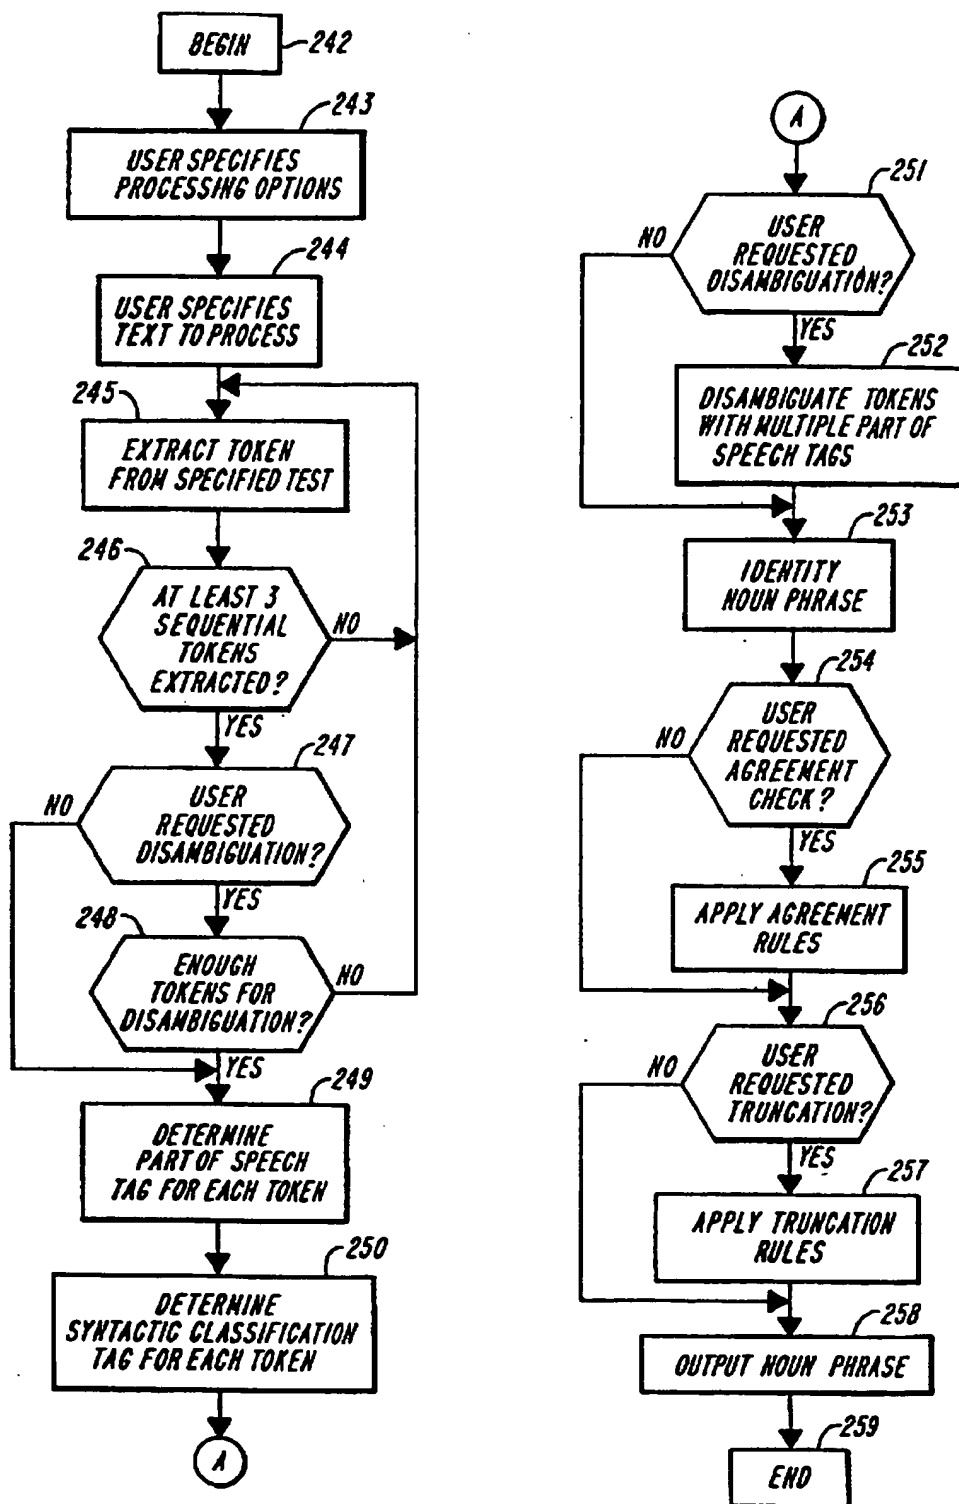 BEGIN
242
243
USER SPECIFIES
PROCESSING OPTIONS
244
USER SPECIFIES
TEXT TO PROCESS
245
EXTRACT TOKEN
FROM SPECIFIED TEST
246
AT LEAST 3
SEQUENTIAL
TOKENS
EXTRACTED?
NO
YES
247
NO
USER
REQUESTED
DISAMBIGUATION?
YES
248
ENOUGH
TOKENS FOR
DISAMBIGUATION?
NO
YES
249
DETERMINE
PART OF SPEECH
TAG FOR EACH TOKEN
250
DETERMINE
SYNTACTIC CLASSIFICATION
TAG FOR EACH TOKEN
A
A
251
NO
USER
REQUESTED
DISAMBIGUATION?
YES
252
DISAMBIGUATE TOKENS
WITH MULTIPLE PART OF
SPEECH TAGS
253
IDENTITY
NOUN PHRASE
254
NO
USER
REQUESTED
AGREEMENT
CHECK?
YES
255
APPLY AGREEMENT
RULES
256
NO
USER
REQUESTED
TRUNCATION?
YES
257
APPLY TRUNCATION
RULES
258
OUTPUT NOUN PHRASE
259
END